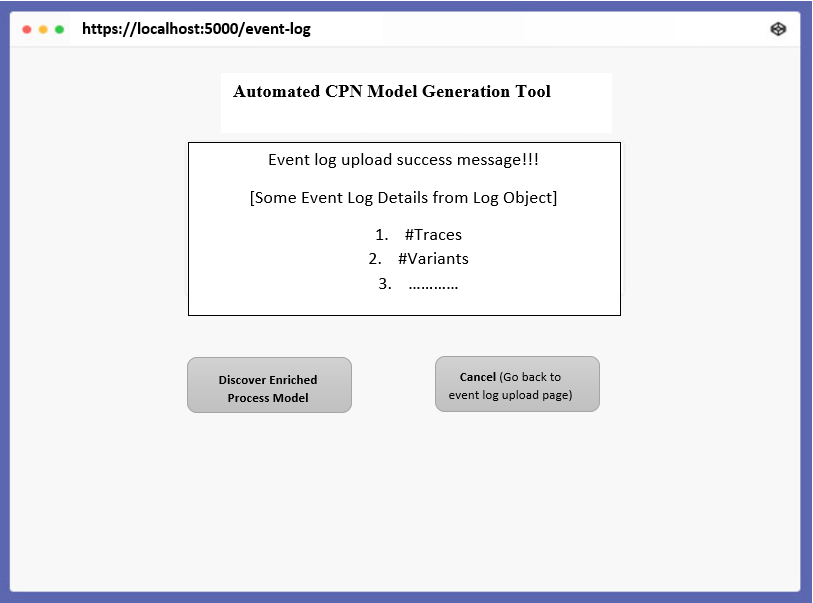 https://localhost:5000/event-log
Automated CPN Model Generation Tool
Event log upload success message!!!
[Some Event Log Details from Log Object]
1. #Traces
2. #Variants
3. …………
Discover Enriched
Process Model
Cancel (Go back to
event log upload page)